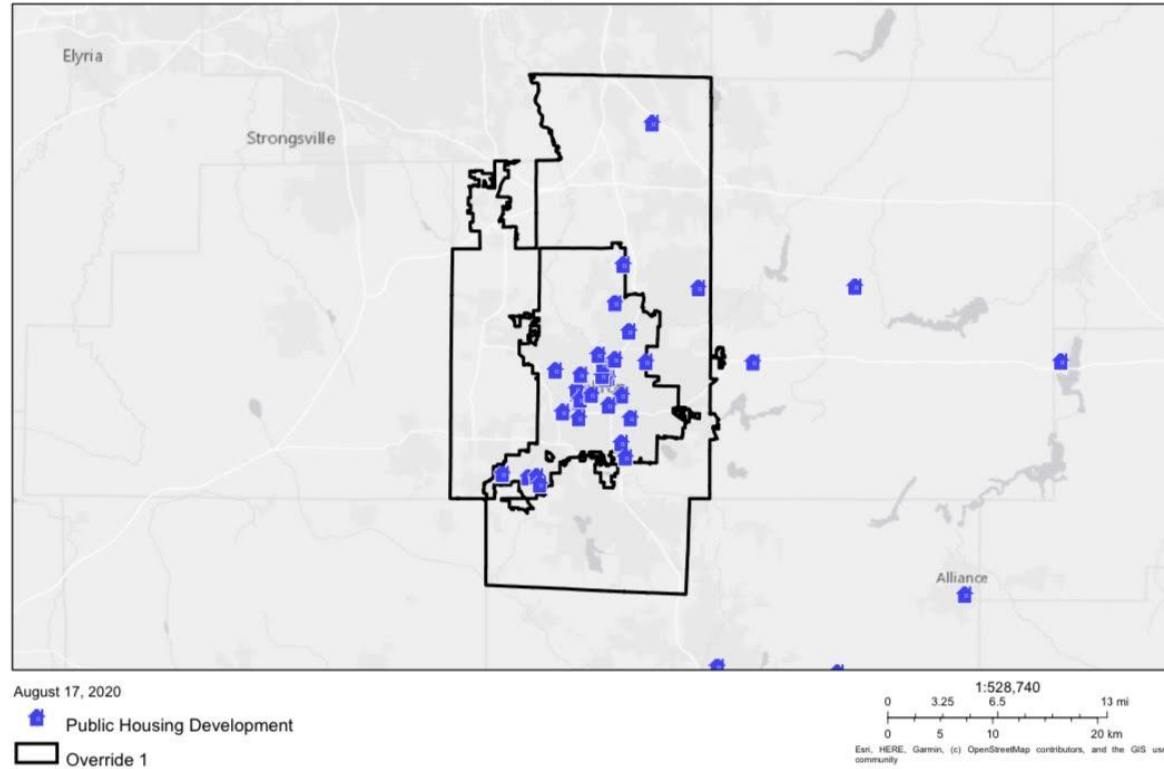 Elyria
Strongsville
Alliance
August 17, 2020
Public Housing Development
Override 1
1:528,740
0 3.25 6.5 13 mi
0 5 10 20 km
Esri, HERE, Garmin, (c) OpenStreetMap contributors, and the GIS use
community